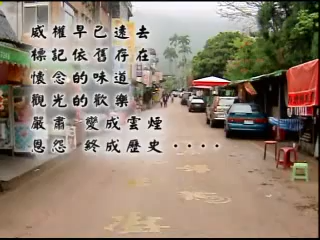 威權早已遠去
標記依舊存在
懷念的味道
觀光的歡樂
嚴肅 變成雲煙
恩怨 終成歷史‧‧‧‧